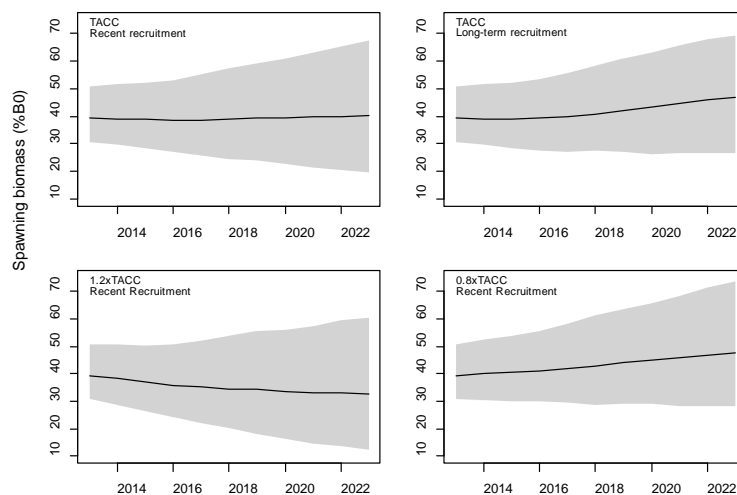 TACC
Recent recruitment
70
60
50
40
30
20
10
2014 2016 2018 2020 2022
TACC
Long-term recruitment
70
60
50
40
30
20
10
2014 2016 2018 2020 2022
Spawning biomass (%B0)
1.2xTACC
Recent Recruitment
70
60
50
40
30
20
10
2014 2016 2018 2020 2022
0.8xTACC
Recent Recruitment
70
60
50
40
30
20
10
2014 2016 2018 2020 2022